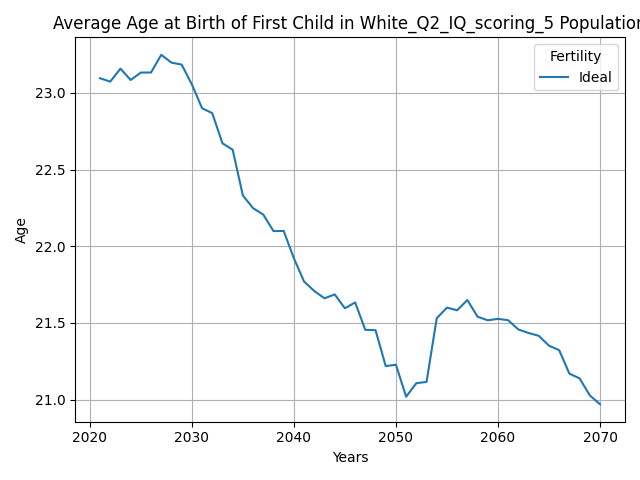 Average Age at Birth of First Child in White_Q2_IQ_scoring_5 Population
Fertility
Ideal
23.0
22.5
22.0
21.5
21.0
Age
2020 2030 2040 2050 2060 2070
Years